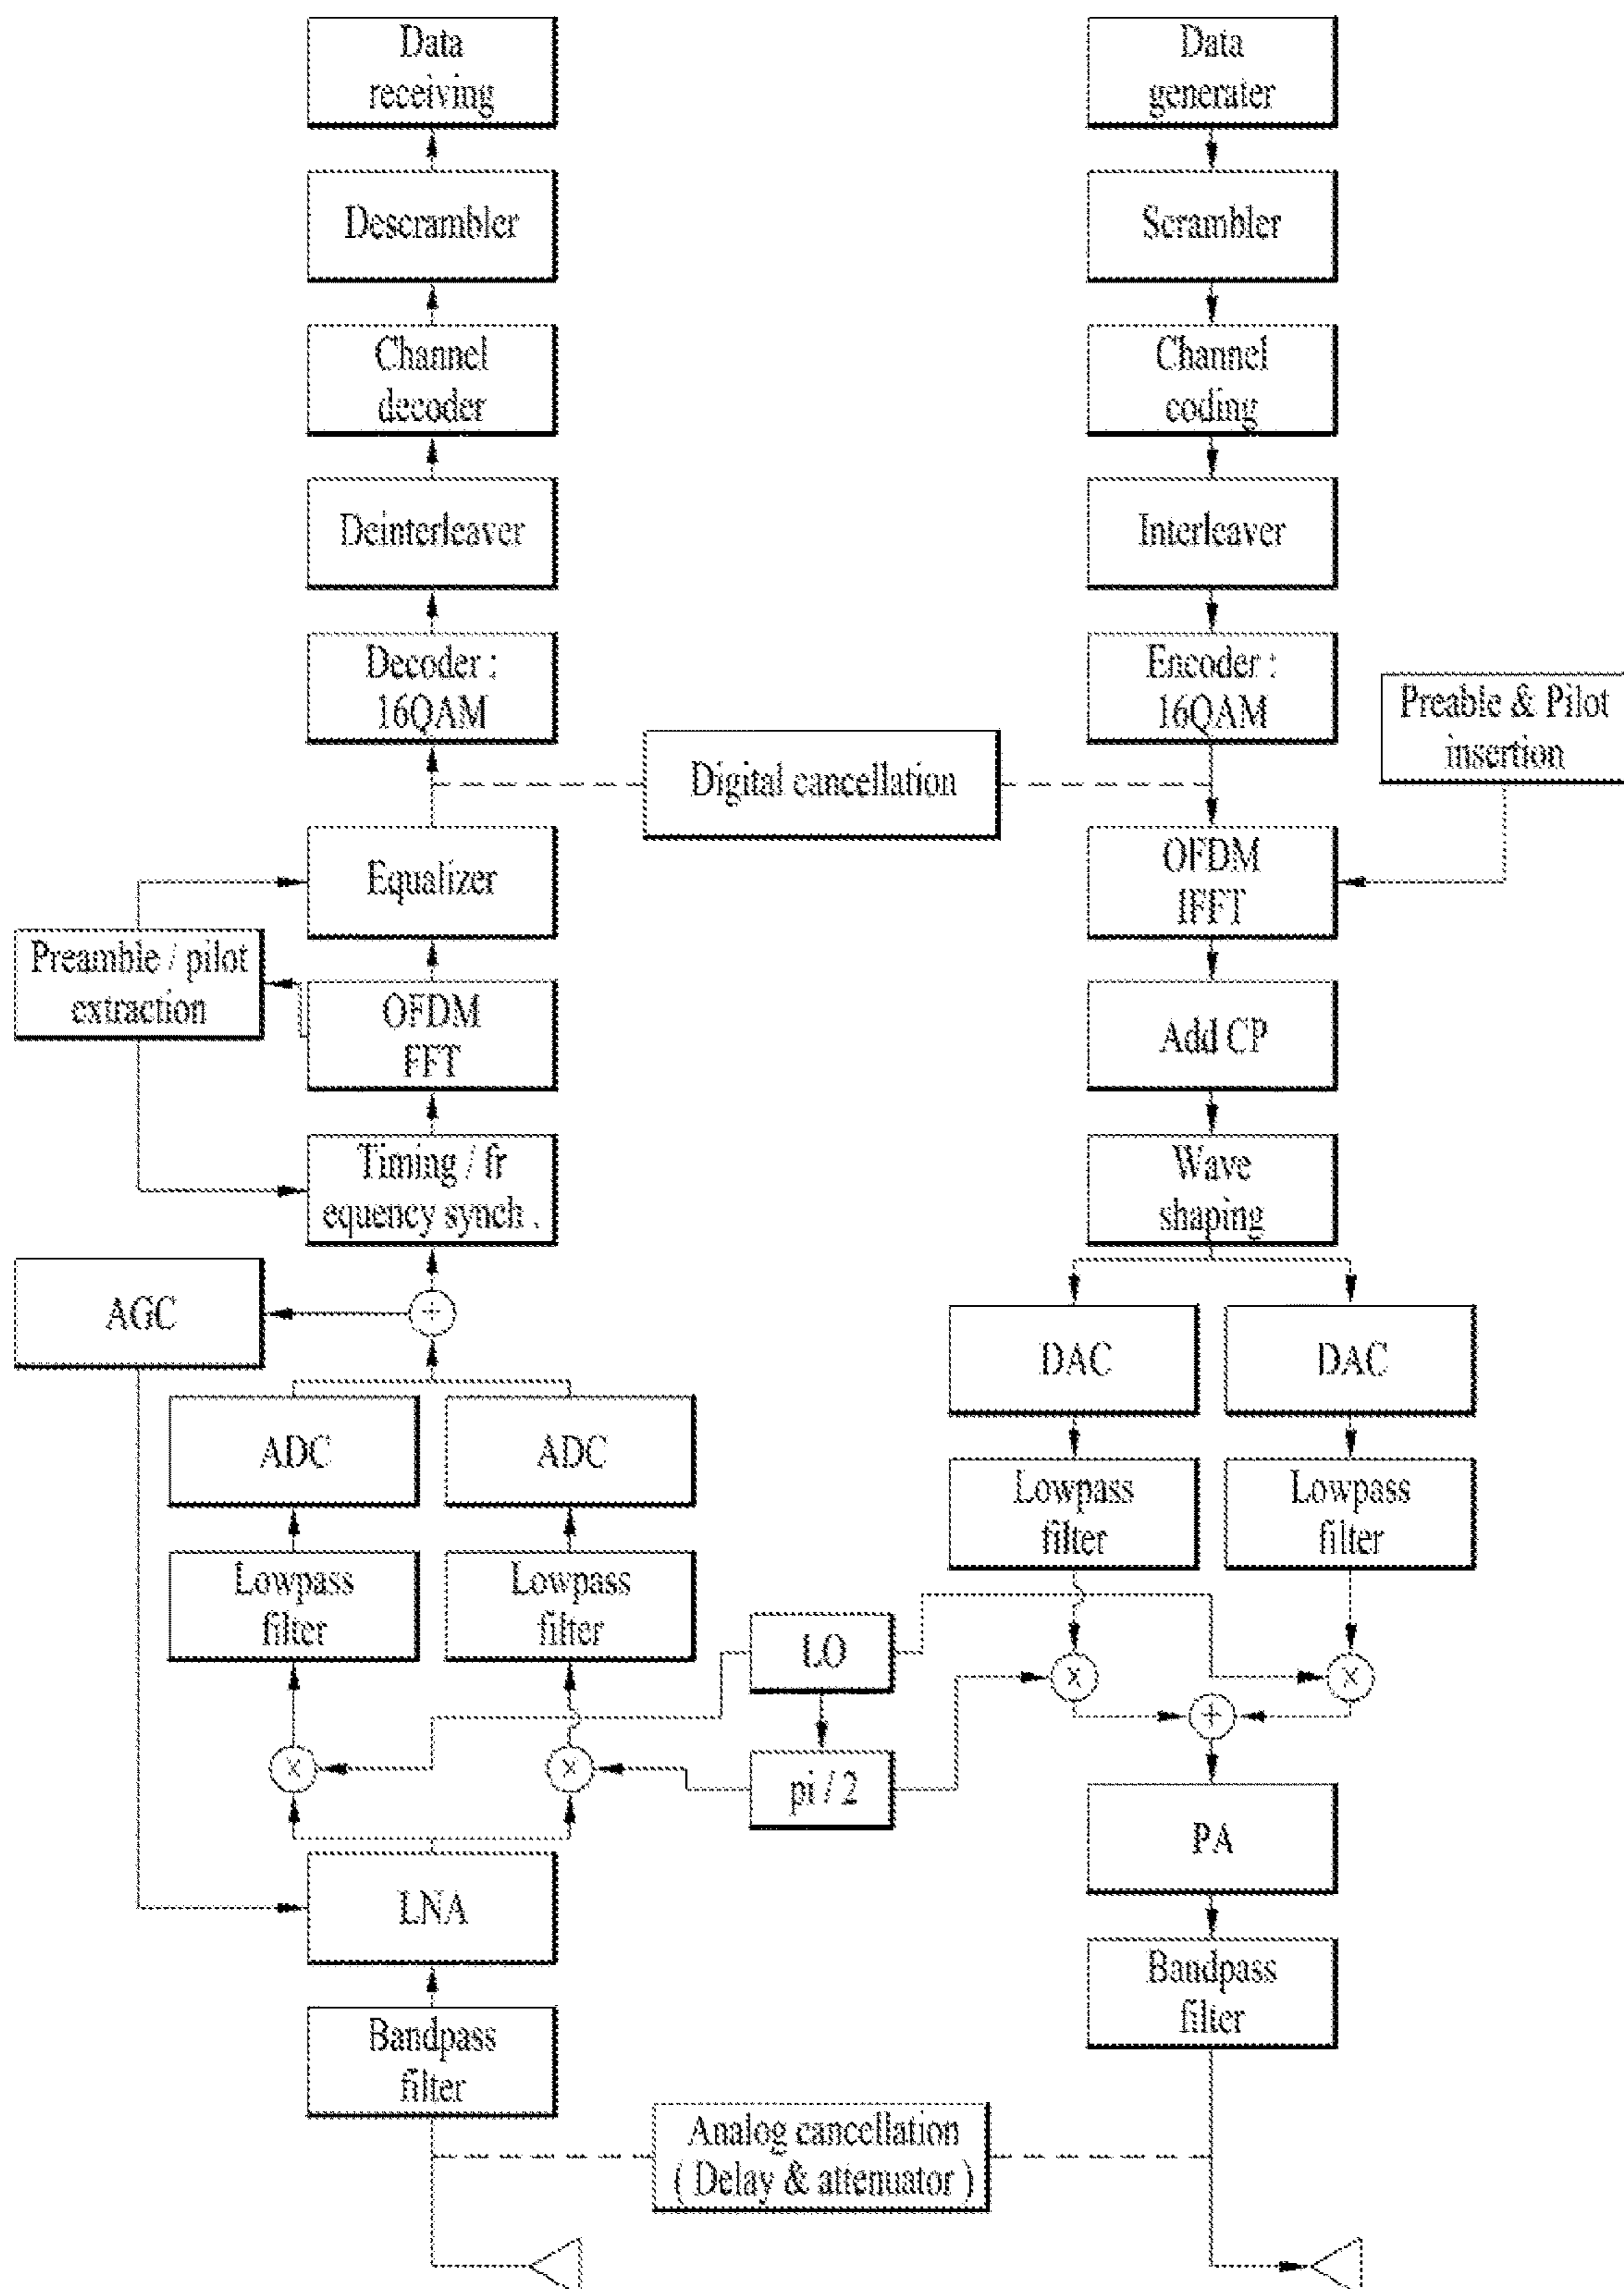 Data
receiving
Data
generater
Descrambler
Scrambler
Channel
decoder
Channel
coding
Deinterleaver
Interleaver
Decoder :
16QAM
Encoder :
16QAM
Preable & Pilot
insertion
Digital cancellation
Equalizer
OFDM
IFFT
Preamble / pilot
extraction
OFDM
FFT
Add CP
Timing / fr
equency synch .
Wave
shaping
AGC
+
DAC
DAC
ADC
ADC
Lowpass
filter
Lowpass
filter
Lowpass
filter
Lowpass
filter
LO
×
×
+
×
×
pi / 2
PA
LNA
Bandpass
filter
Bandpass
filter
Analog cancellation
( Delay & attenuator )